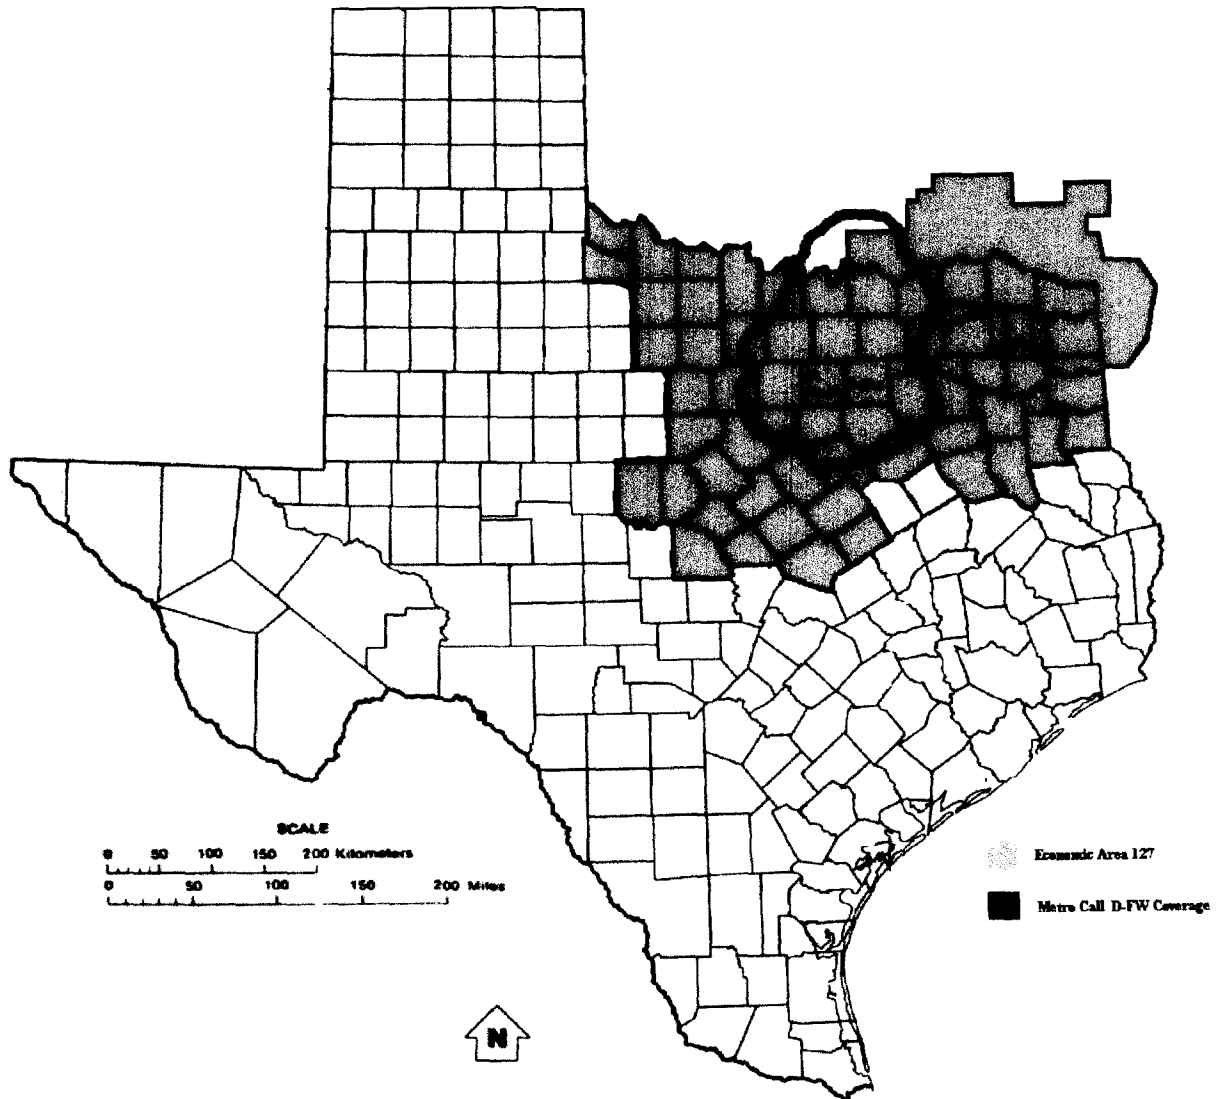 SCALE
0 50 100 150 200 Kilometers
0 50 100 150 200 Miles
Economic Area 127
Metro Call D-FW Coverage
N